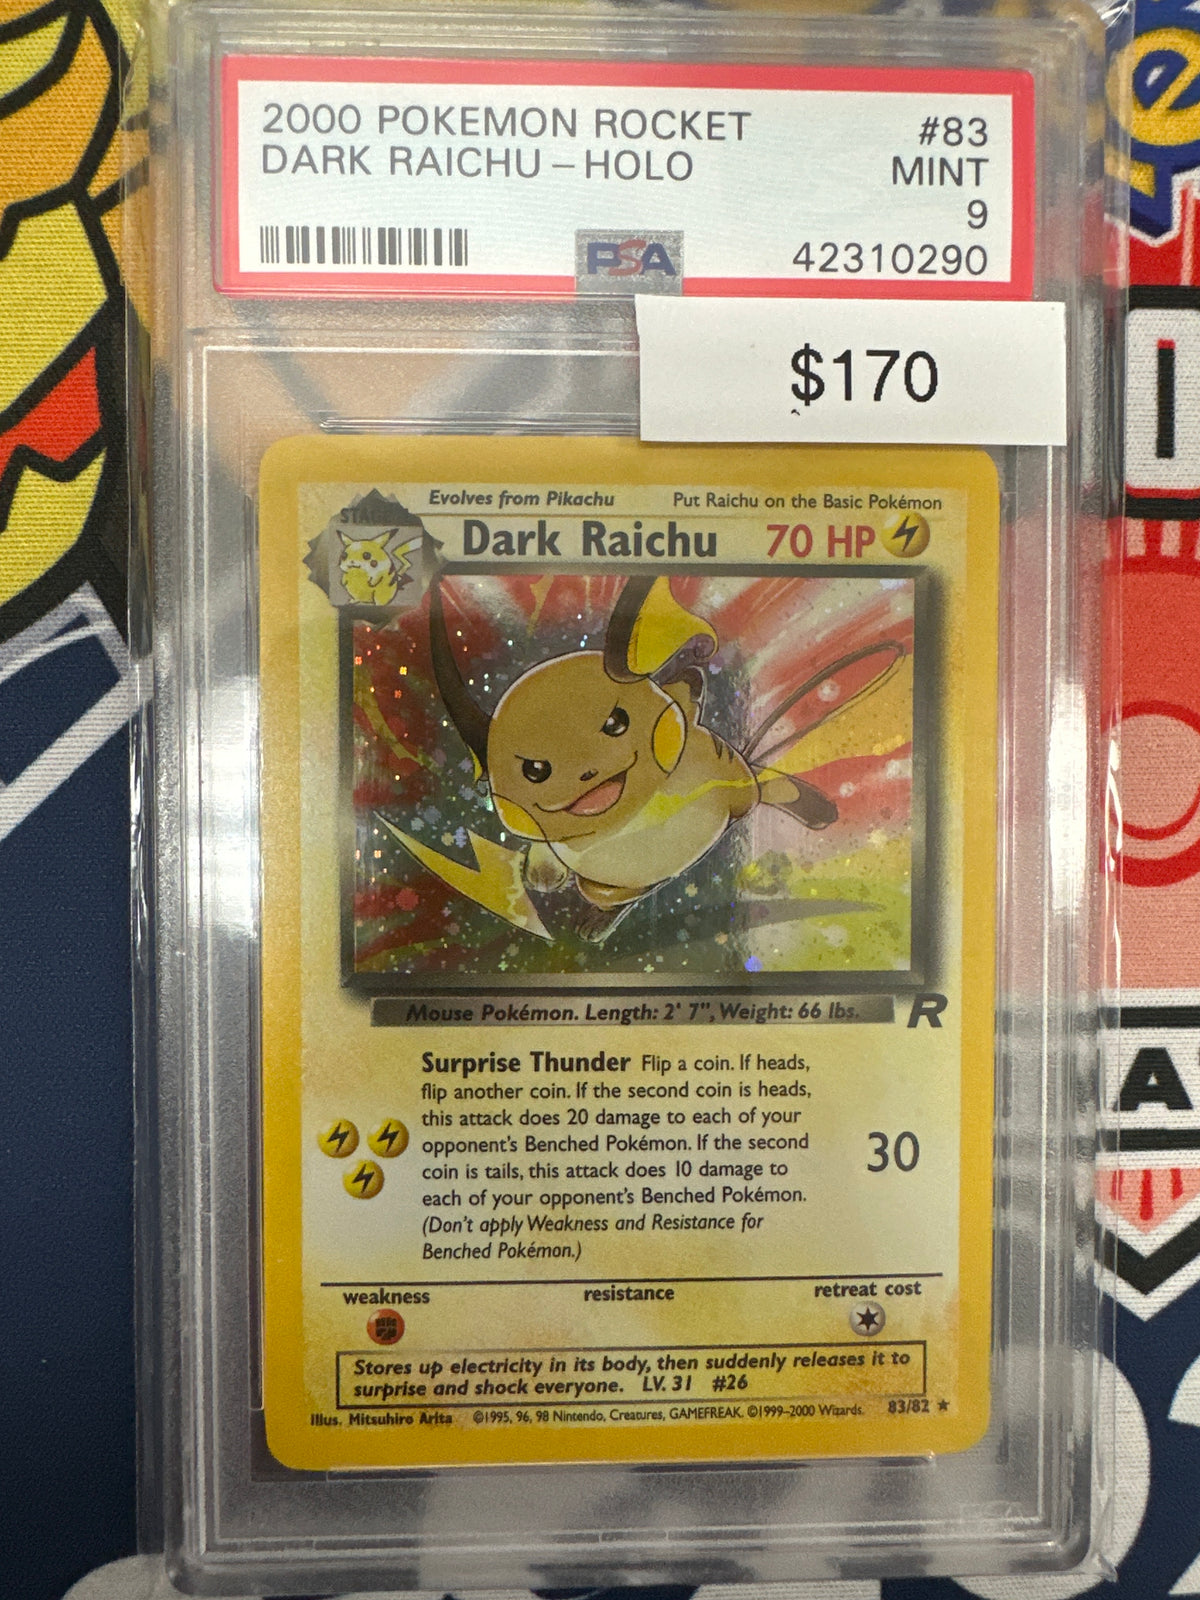 2000 POKEMON ROCKET #83
DARK RAICHU – HOLO MINT
9
PSA 42310290
$170
Evolves from Pikachu Put Raichu on the Basic Pokémon
Dark Raichu 70 HP
Mouse Pokémon. Length: 2' 7", Weight: 66 lbs.
R
Surprise Thunder Flip a coin. If heads,
flip another coin. If the second coin is heads,
this attack does 20 damage to each of your
opponent's Benched Pokémon. If the second
coin is tails, this attack does 10 damage to
each of your opponent's Benched Pokémon.
(Don't apply Weakness and Resistance for
Benched Pokémon.)
30
weakness resistance retreat cost
Stores up electricity in its body, then suddenly releases it to
surprise and shock everyone. LV. 31 #26
Illus. Mitsuhiro Arita ©1995, 96, 98 Nintendo, Creatures, GAMEFREAK. ©1999–2000 Wizards. 83/82 ★
e
I
A